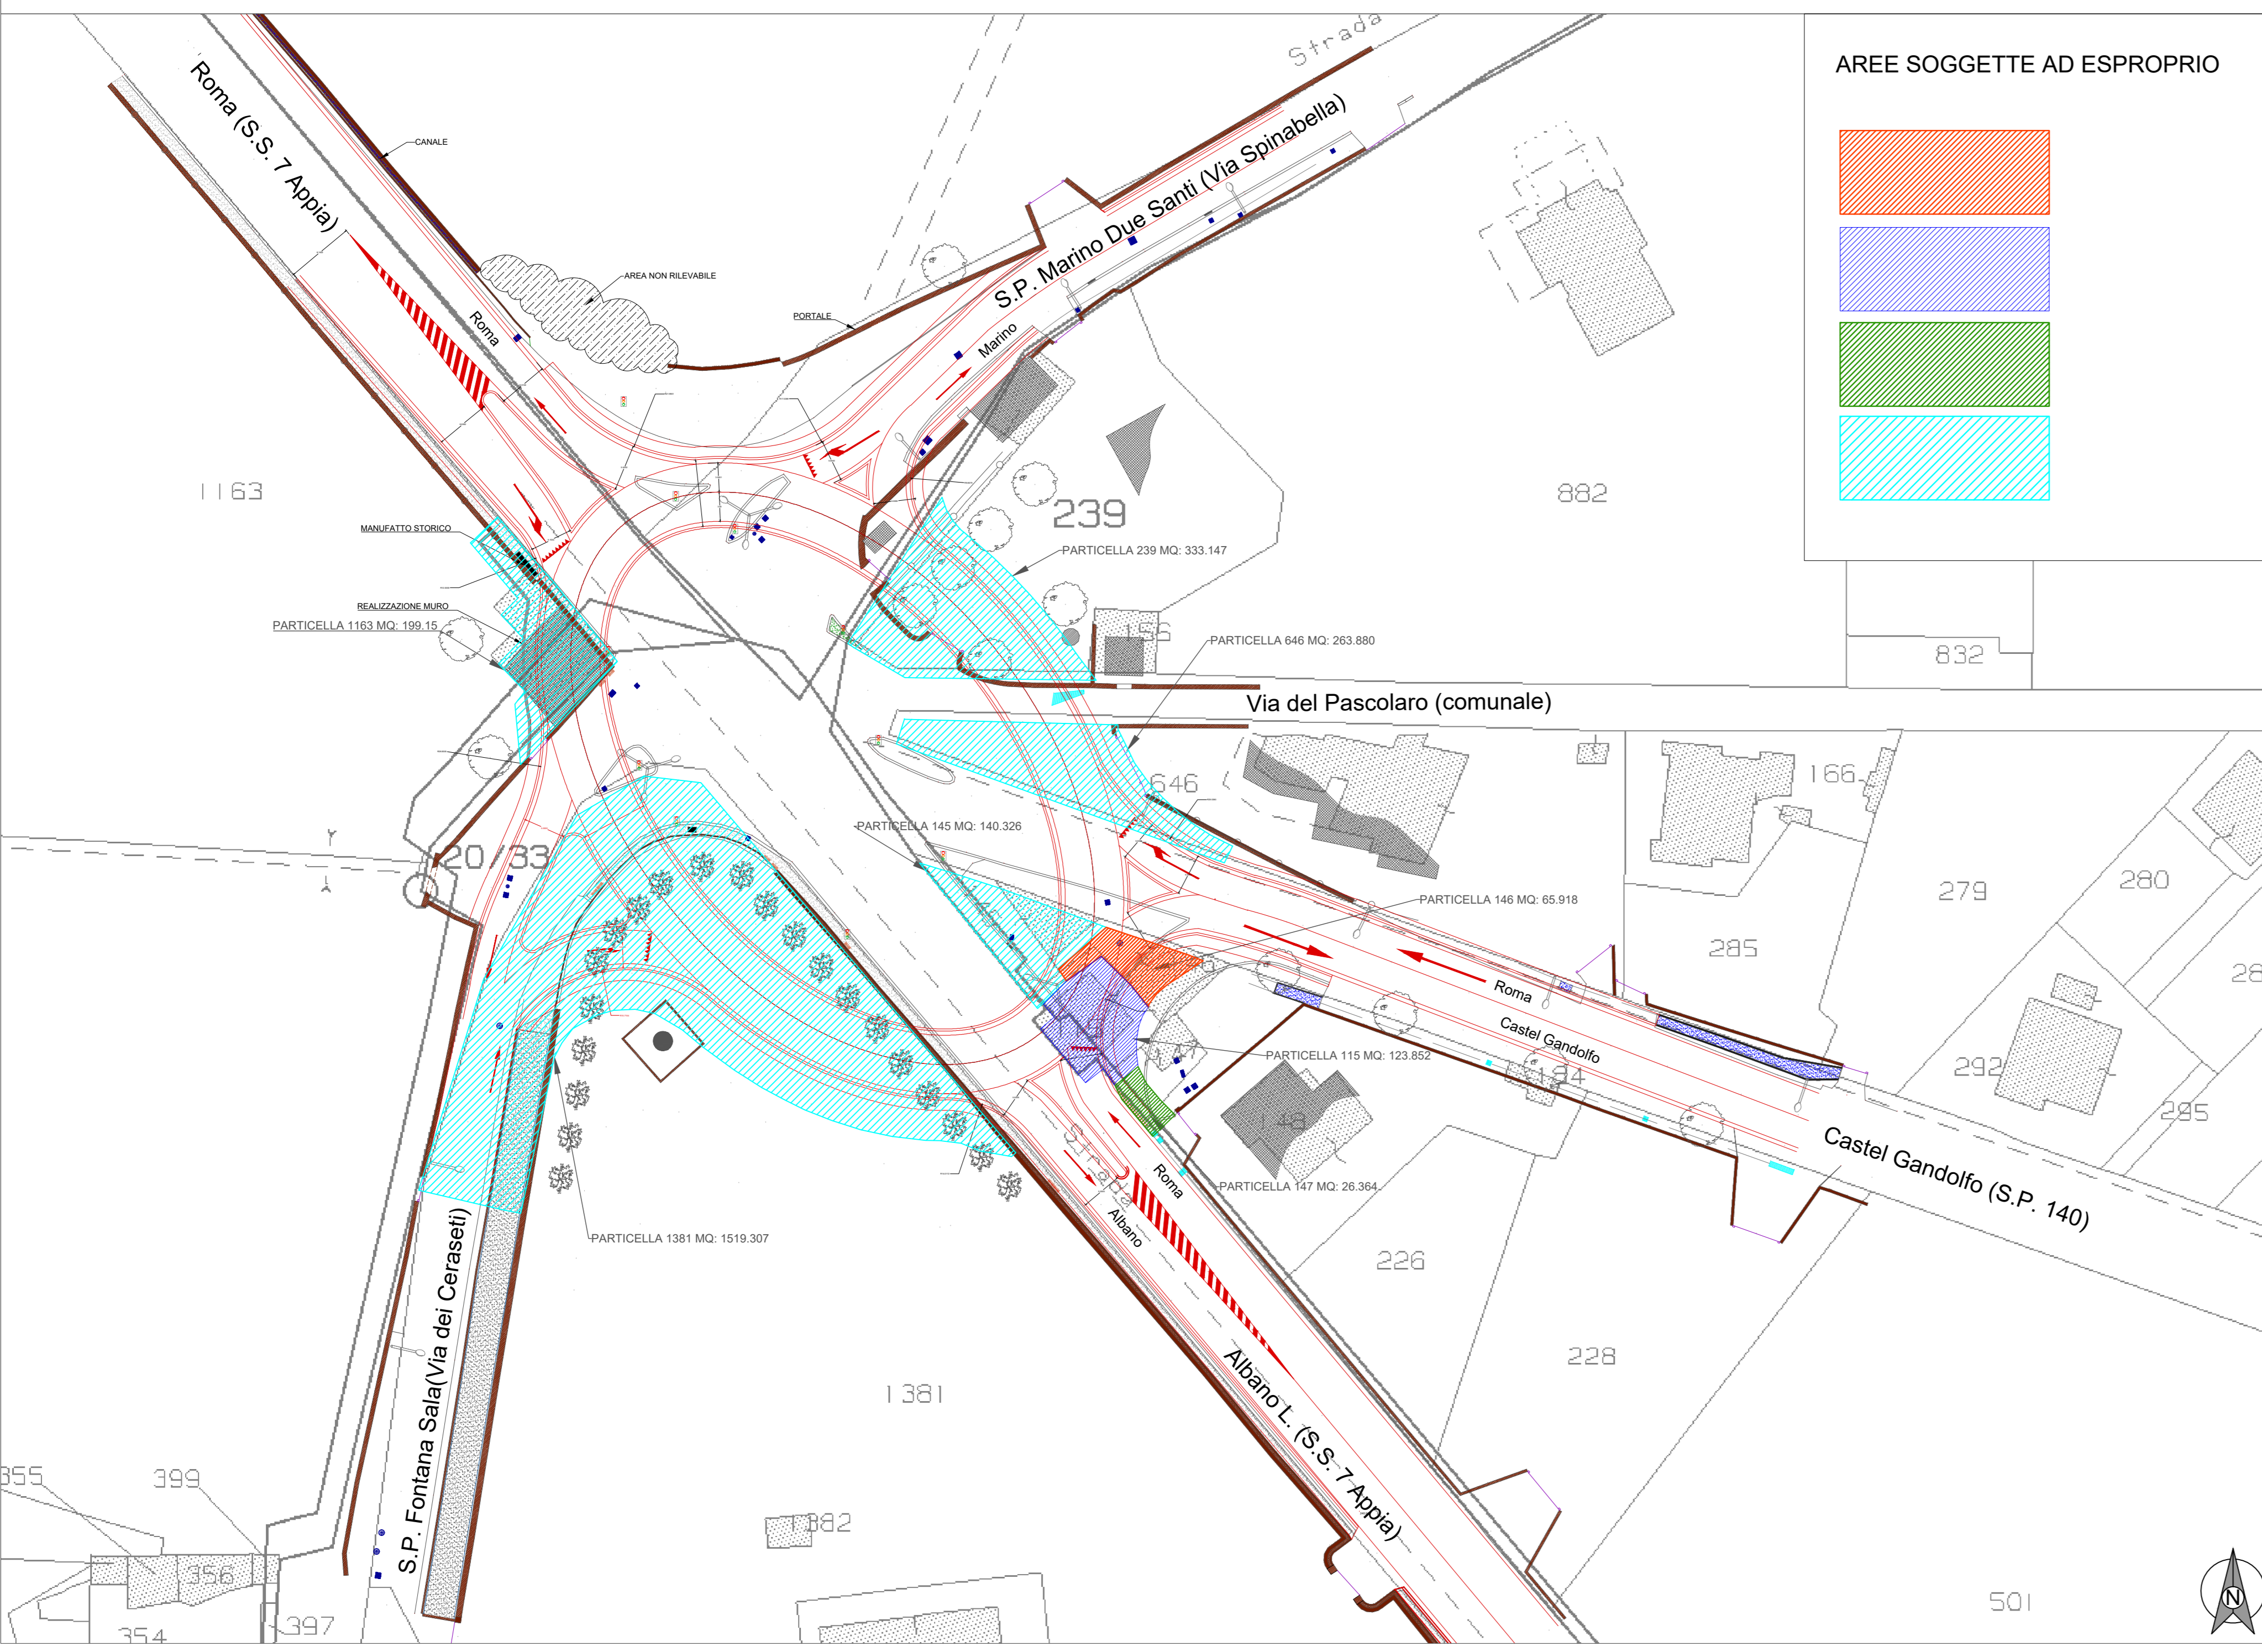 Strada
AREE SOGGETTE AD ESPROPRIO
Roma (S.S. 7 Appia)
CANALE
S.P. Marino Due Santi (Via Spinabella)
AREA NON RILEVABILE
PORTALE
Roma
Marino
1163
882
239
MANUFATTO STORICO
PARTICELLA 239 MQ: 333.147
REALIZZAZIONE MURO
PARTICELLA 1163 MQ: 199.15
156
PARTICELLA 646 MQ: 263.880
832
Via del Pascolaro (comunale)
646
166
PARTICELLA 145 MQ: 140.326
20/33
279
280
PARTICELLA 146 MQ: 65.918
285
28
Roma
Castel Gandolfo
PARTICELLA 115 MQ: 123.852
184
292
148
295
Strada
Castel Gandolfo (S.P. 140)
Roma
PARTICELLA 147 MQ: 26.364
Albano
PARTICELLA 1381 MQ: 1519.307
226
S.P. Fontana Sala(Via dei Ceraseti)
228
1381
Albano L. (S.S. 7 Appia)
355
399
1382
356
397
354
501
N